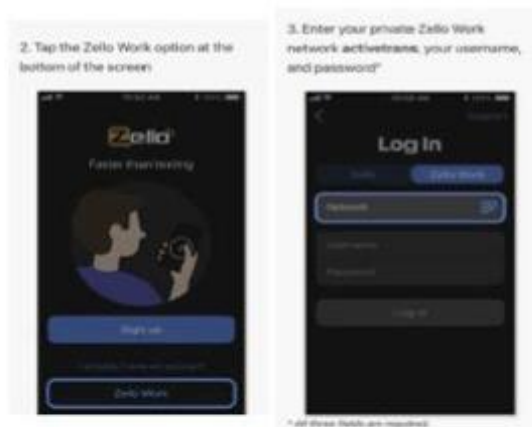 2. Tap the Zello Work option at the
bottom of the screen
Zello
Faster than texting
Sign up
Zello Work
3. Enter your private Zello Work
network activetrans, your username,
and password*
Log In
Zello
Zello Work
Network
Username
Password
Log In
* All three fields are required.